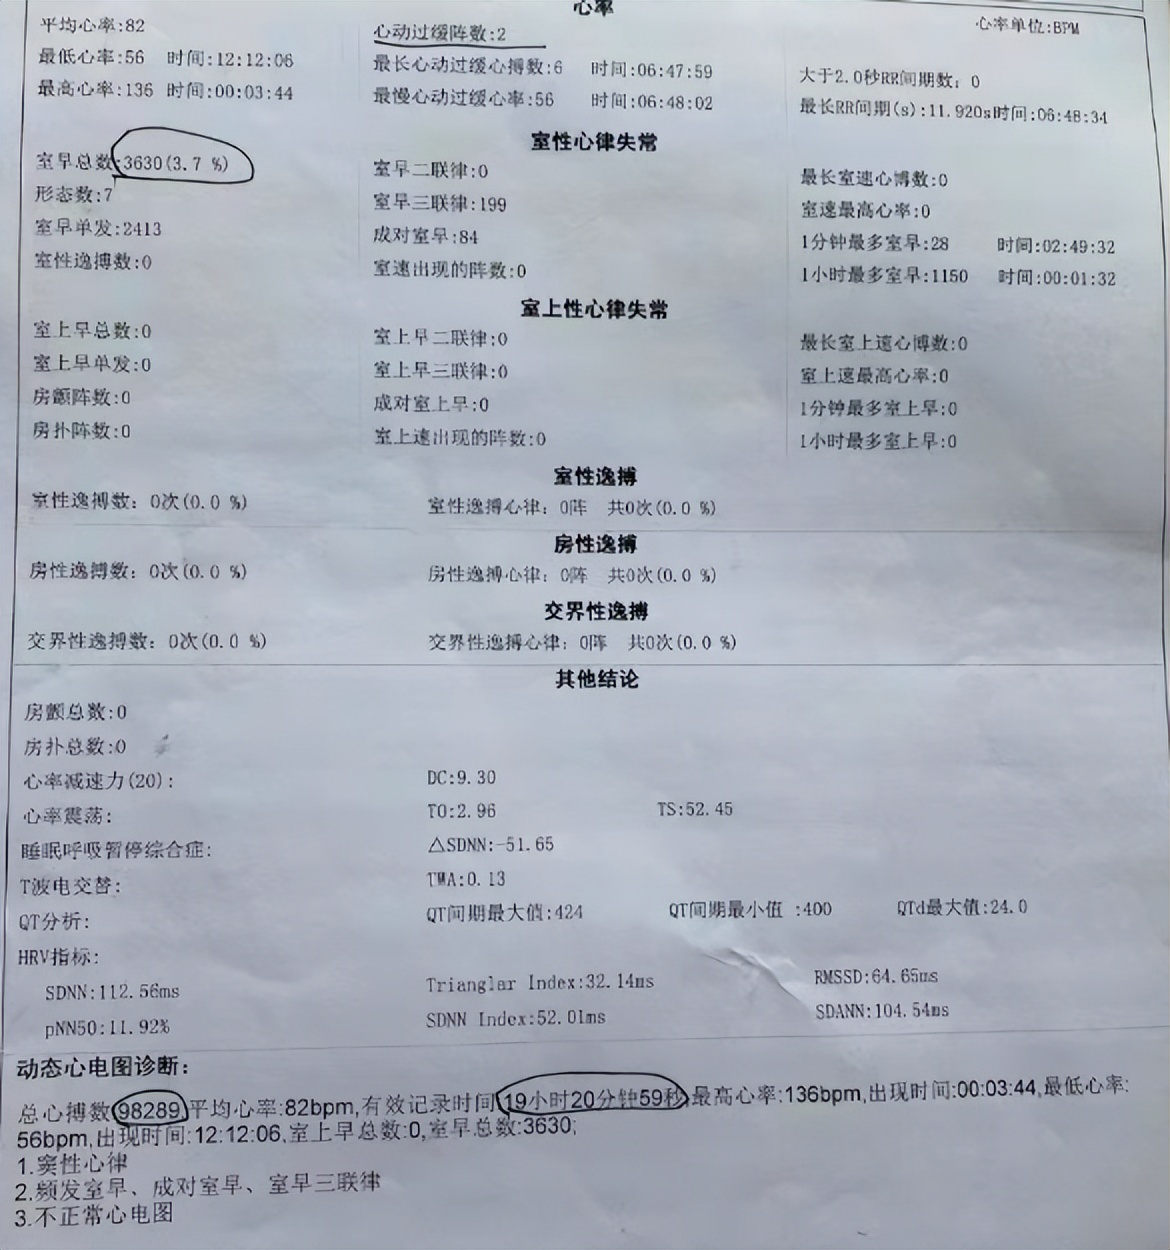 心率
平均心率:82 心动过缓阵数:2 心率单位:BPM
最低心率:56 时间:12:12:06 最长心动过缓心搏数:6 时间:06:47:59 大于2.0秒RR间期数: 0
最高心率:136 时间:00:03:44 最慢心动过缓心率:56 时间:06:48:02 最长RR间期(s):11.920s时间:06:48:34
室性心律失常
室早总数:3630(3.7 %) 室早二联律:0 最长室速心博数:0
形态数:7 室早三联律:199 室速最高心率:0
室早单发:2413 成对室早:84 1分钟最多室早:28 时间:02:49:32
室性逸搏数:0 室速出现的阵数:0 1小时最多室早:1150 时间:00:01:32
室上性心律失常
室上早总数:0 室上早二联律:0 最长室上速心博数:0
室上早单发:0 室上早三联律:0 室上速最高心率:0
房颤阵数:0 成对室上早:0 1分钟最多室上早:0
房扑阵数:0 室上速出现的阵数:0 1小时最多室上早:0
室性逸搏
室性逸搏数: 0次(0.0 %) 室性逸搏心律: 0阵 共0次(0.0 %)
房性逸搏
房性逸搏数: 0次(0.0 %) 房性逸搏心律: 0阵 共0次(0.0 %)
交界性逸搏
交界性逸搏数: 0次(0.0 %) 交界性逸搏心律: 0阵 共0次(0.0 %)
其他结论
房颤总数:0
房扑总数:0
心率减速力(20): DC:9.30
心率震荡: TO:2.96 TS:52.45
睡眠呼吸暂停综合症: △SDNN:-51.65
T波电交替: TWA:0.13
QT分析: QT间期最大值:424 QT间期最小值 :400 QTd最大值:24.0
HRV指标:
SDNN:112.56ms Trianglar Index:32.14ms RMSSD:64.65ms
pNN50:11.92% SDNN Index:52.01ms SDANN:104.54ms
动态心电图诊断:
总心搏数98289,平均心率:82bpm,有效记录时间19小时20分钟59秒,最高心率:136bpm,出现时间:00:03:44,最低心率:
56bpm,出现时间:12:12:06,室上早总数:0,室早总数:3630;
1.窦性心律
2.频发室早、成对室早、室早三联律
3.不正常心电图